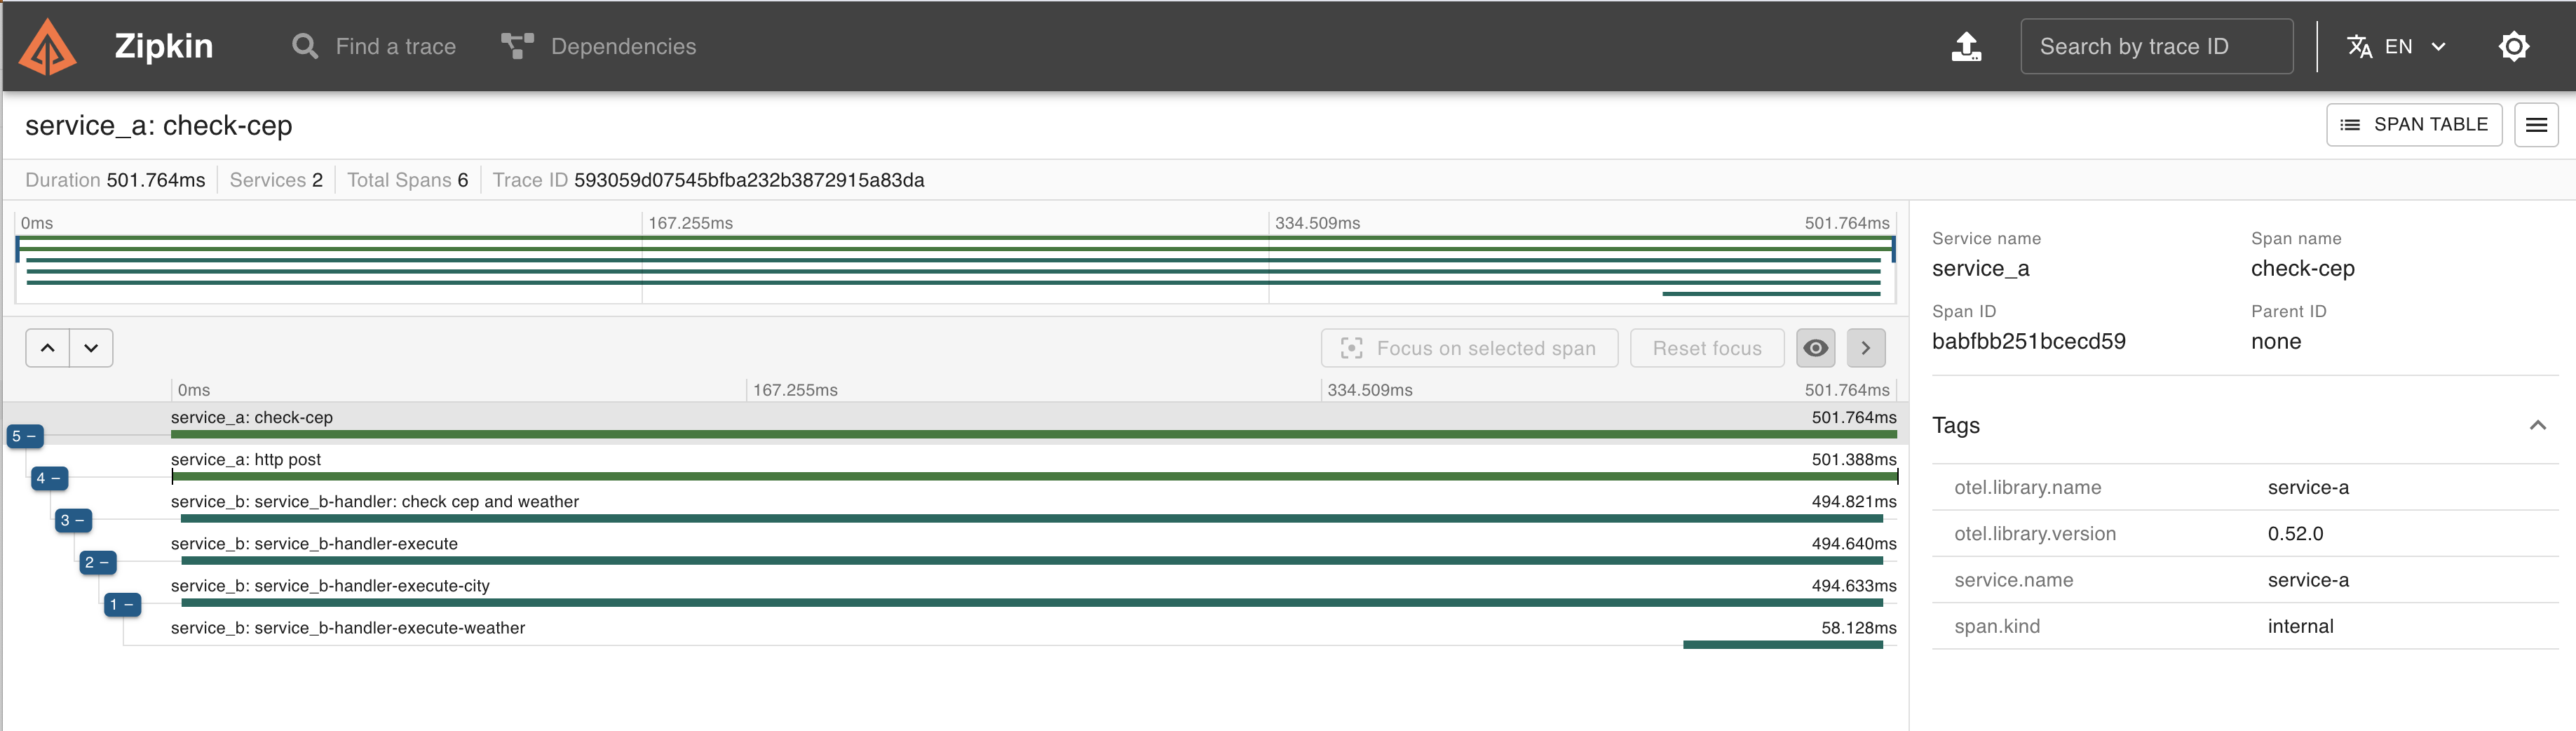 Zipkin Find a trace Dependencies Search by trace ID EN
service_a: check-cep SPAN TABLE
Duration 501.764ms Services 2 Total Spans 6 Trace ID 593059d07545bfba232b3872915a83da
0ms 167.255ms 334.509ms 501.764ms
Focus on selected span Reset focus
0ms 167.255ms 334.509ms 501.764ms
service_a: check-cep 501.764ms
5 −
service_a: http post 501.388ms
4 −
service_b: service_b-handler: check cep and weather 494.821ms
3 −
service_b: service_b-handler-execute 494.640ms
2 −
service_b: service_b-handler-execute-city 494.633ms
1 −
service_b: service_b-handler-execute-weather 58.128ms
Service name Span name
service_a check-cep
Span ID Parent ID
babfbb251bcecd59 none
Tags
otel.library.name service-a
otel.library.version 0.52.0
service.name service-a
span.kind internal